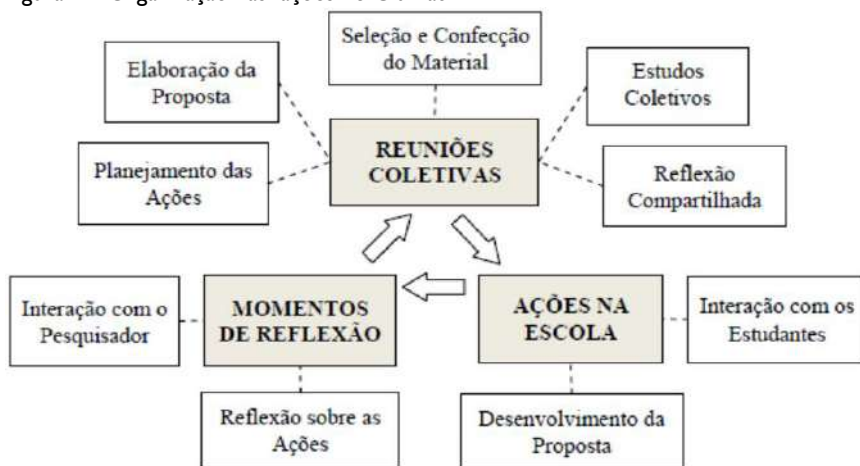 Seleção e Confecção
do Material
Elaboração da
Proposta
Estudos
Coletivos
REUNIÕES
COLETIVAS
Planejamento das
Ações
Reflexão
Compartilhada
Interação com o
Pesquisador
MOMENTOS
DE REFLEXÃO
AÇÕES NA
ESCOLA
Interação com os
Estudantes
Reflexão sobre as
Ações
Desenvolvimento da
Proposta